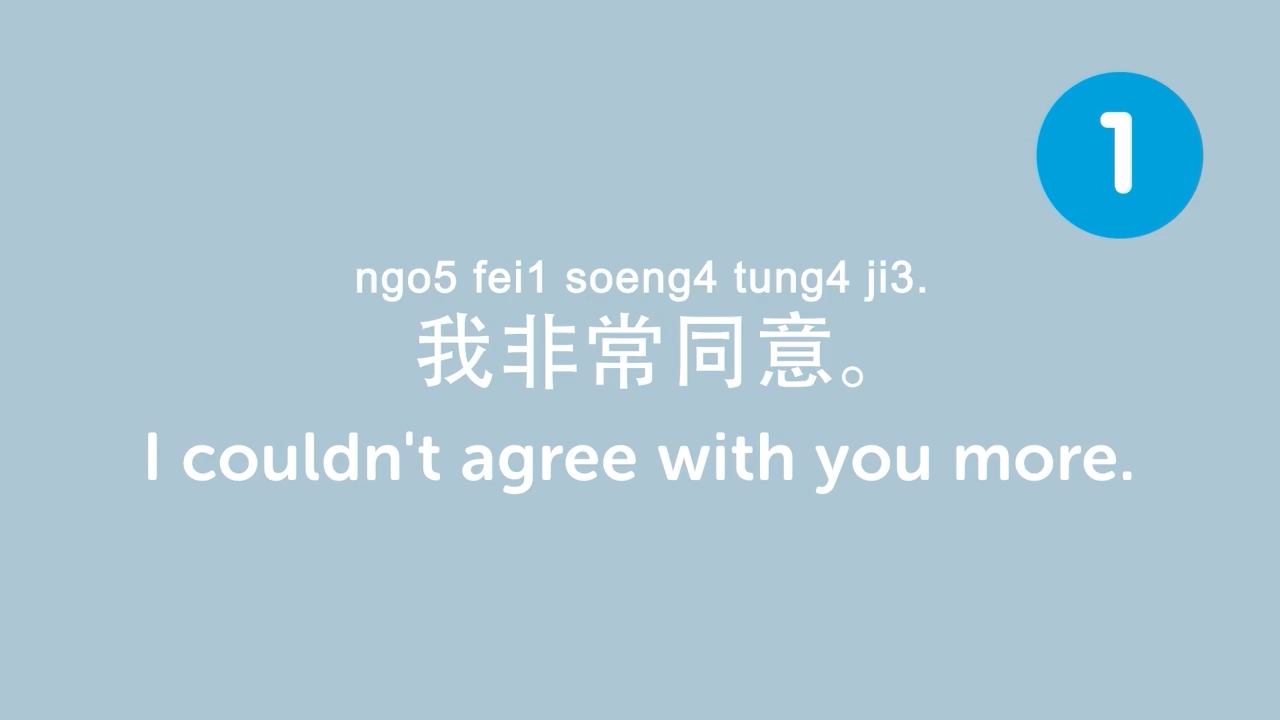 1
ngo5 fei1 soeng4 tung4 ji3.
我非常同意。
I couldn't agree with you more.